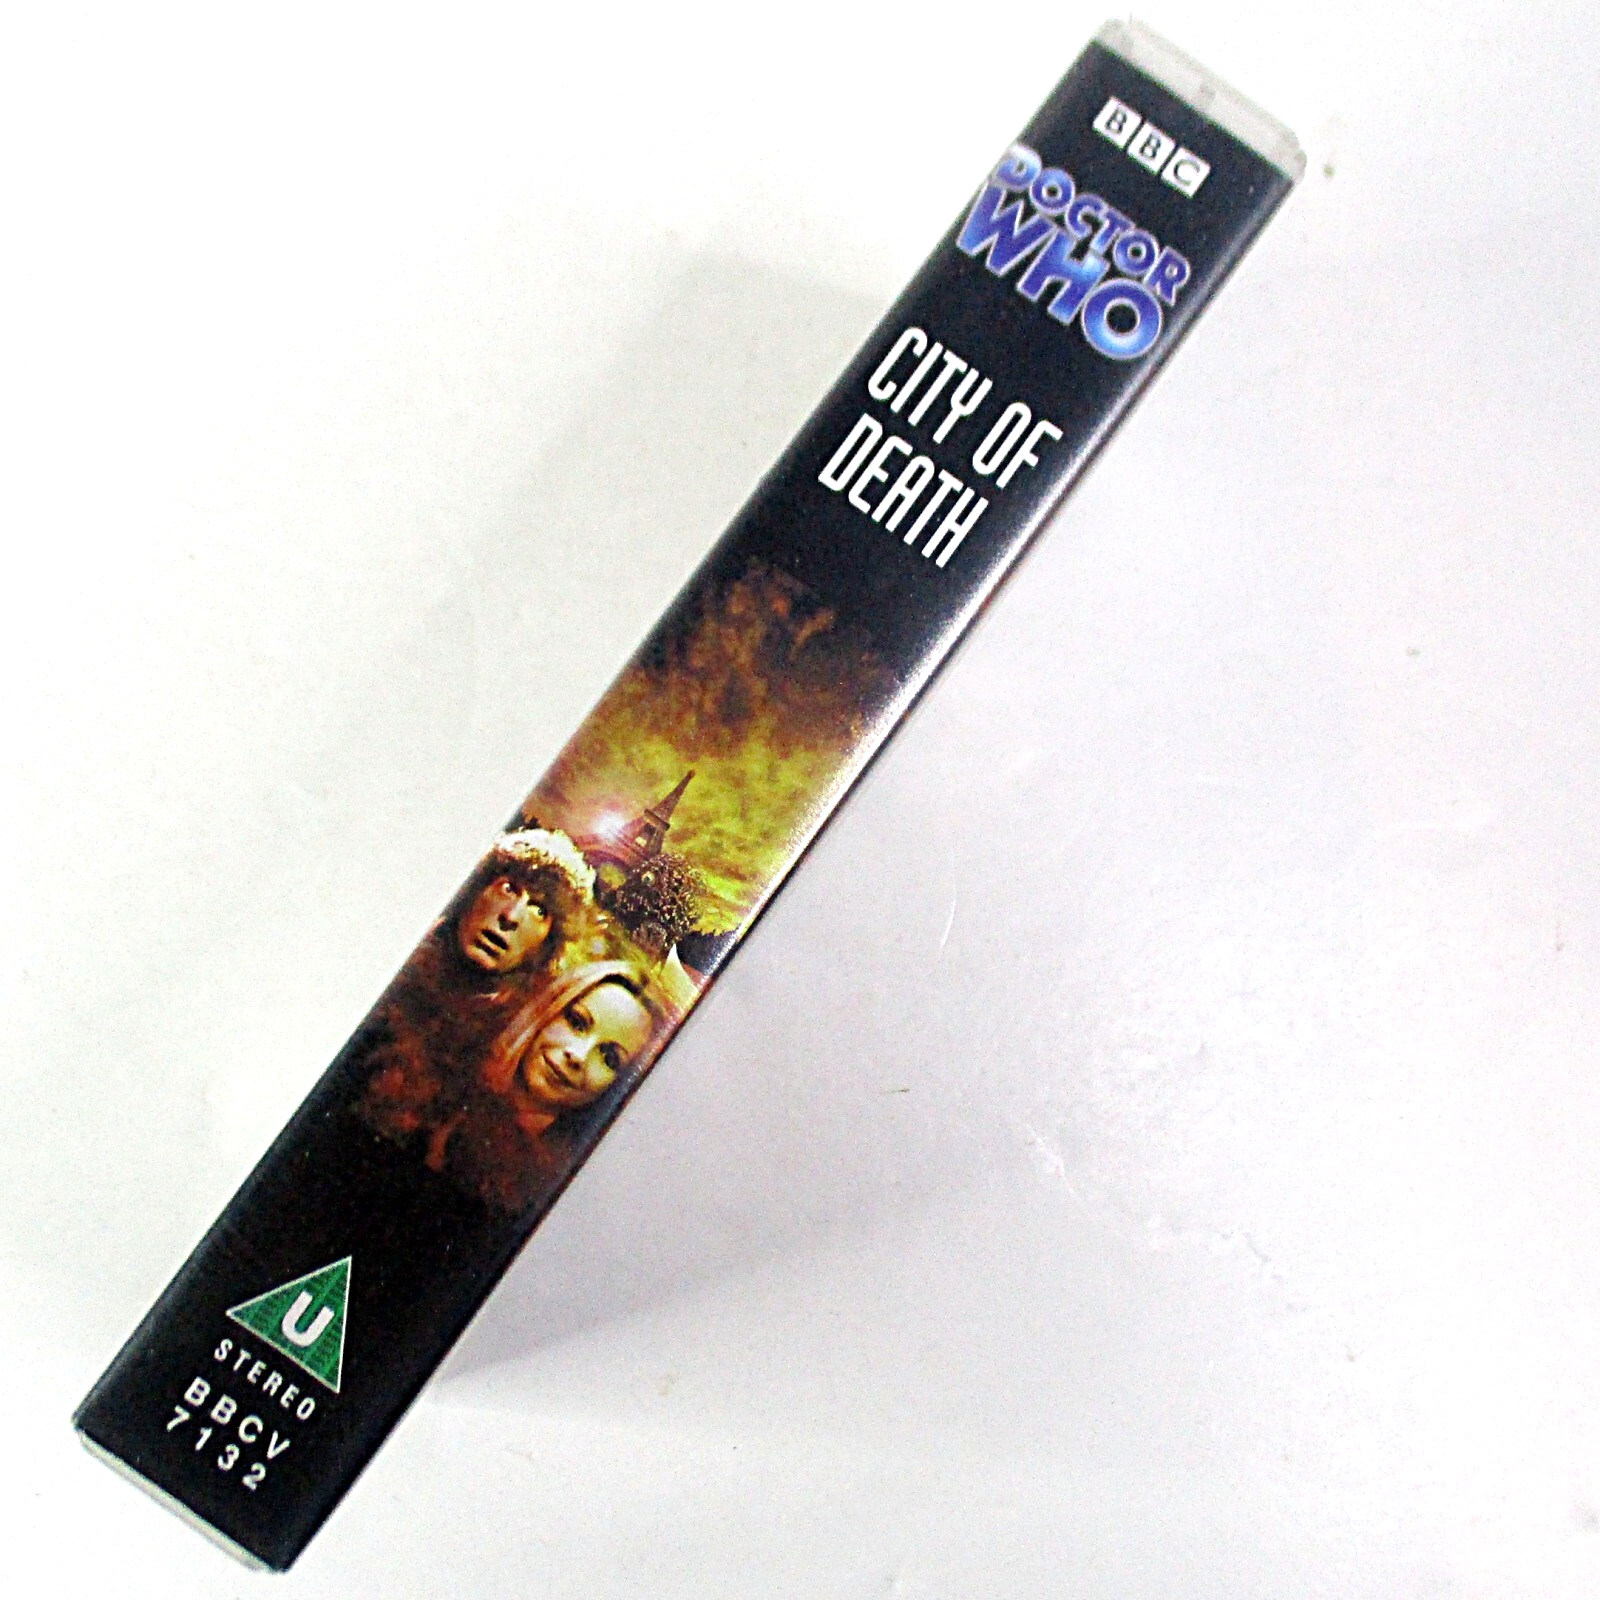 BBC
DOCTOR
WHO
CITY OF
DEATH
U
STEREO
BBCV
7132